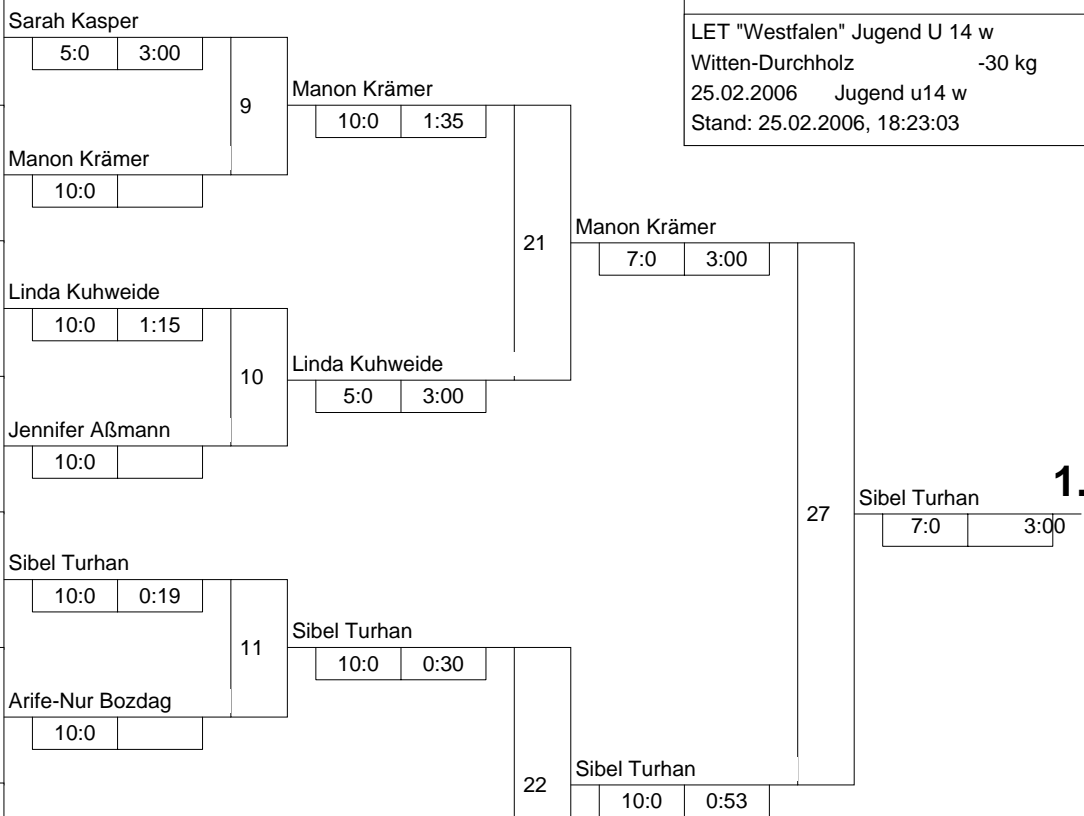 Sarah Kasper
5:0 3:00
LET "Westfalen" Jugend U 14 w
Witten-Durchholz -30 kg
25.02.2006 Jugend u14 w
Stand: 25.02.2006, 18:23:03
9
Manon Krämer
10:0 1:35
Manon Krämer
10:0
21
Manon Krämer
7:0 3:00
Linda Kuhweide
10:0 1:15
10
Linda Kuhweide
5:0 3:00
Jennifer Aßmann
10:0
27
Sibel Turhan 1.
7:0 3:00
Sibel Turhan
10:0 0:19
11
Sibel Turhan
10:0 0:30
Arife-Nur Bozdag
10:0
22
Sibel Turhan
10:0 0:53